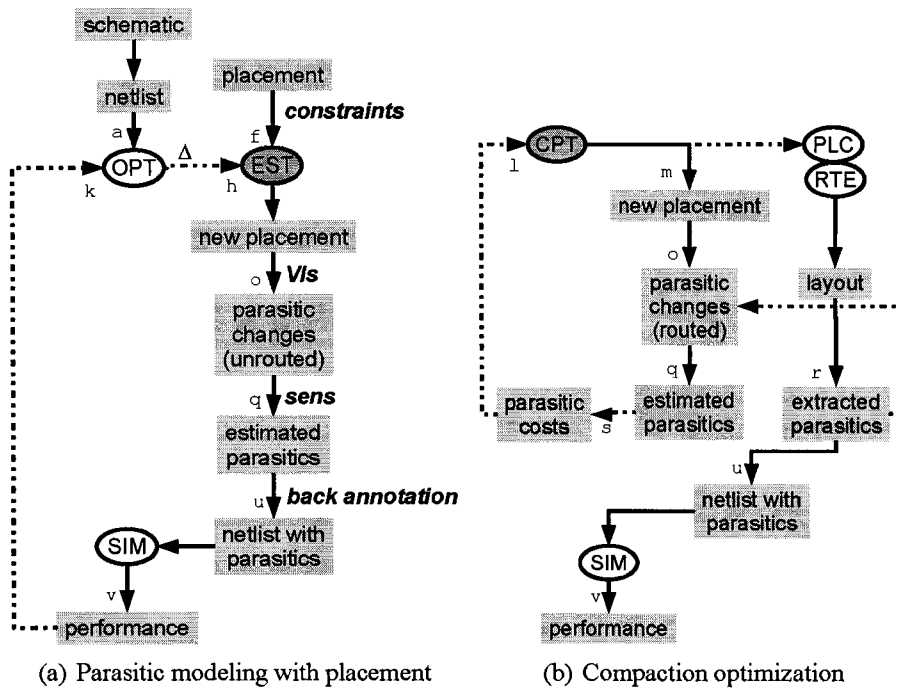 schematic
netlist
a
OPT
k
Δ
placement
constraints
f
EST
h
new placement
o
VIs
parasitic
changes
(unrouted)
q
sens
estimated
parasitics
u
back annotation
netlist with
parasitics
SIM
v
performance
(a) Parasitic modeling with placement
CPT
l
PLC
RTE
m
new placement
o
layout
parasitic
changes
(routed)
q
r
parasitic
costs
s
estimated
parasitics
extracted
parasitics
u
netlist with
parasitics
SIM
v
performance
(b) Compaction optimization